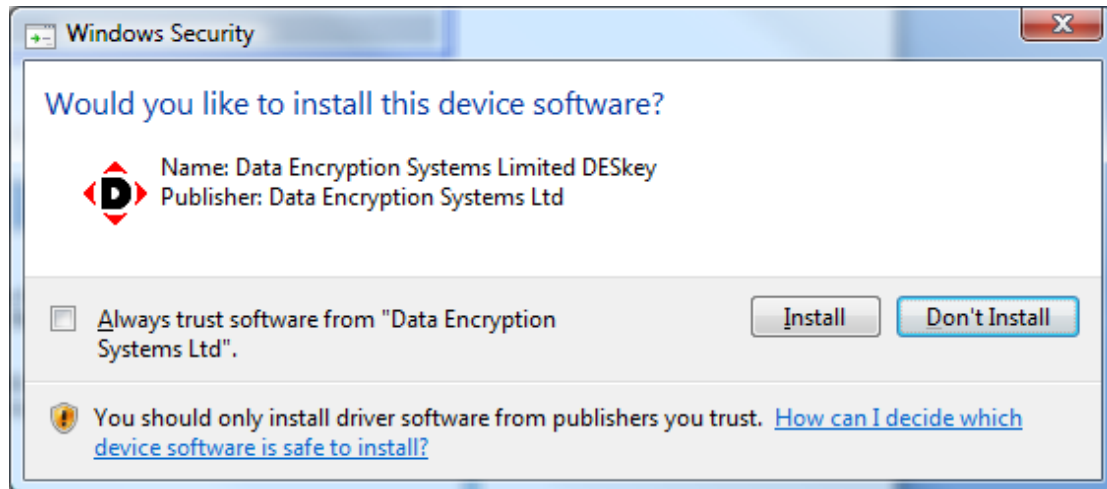 Windows Security
Would you like to install this device software?
Name: Data Encryption Systems Limited DESkey
Publisher: Data Encryption Systems Ltd
D
Always trust software from "Data Encryption
Systems Ltd".
Install
Don't Install
You should only install driver software from publishers you trust. How can I decide which
device software is safe to install?